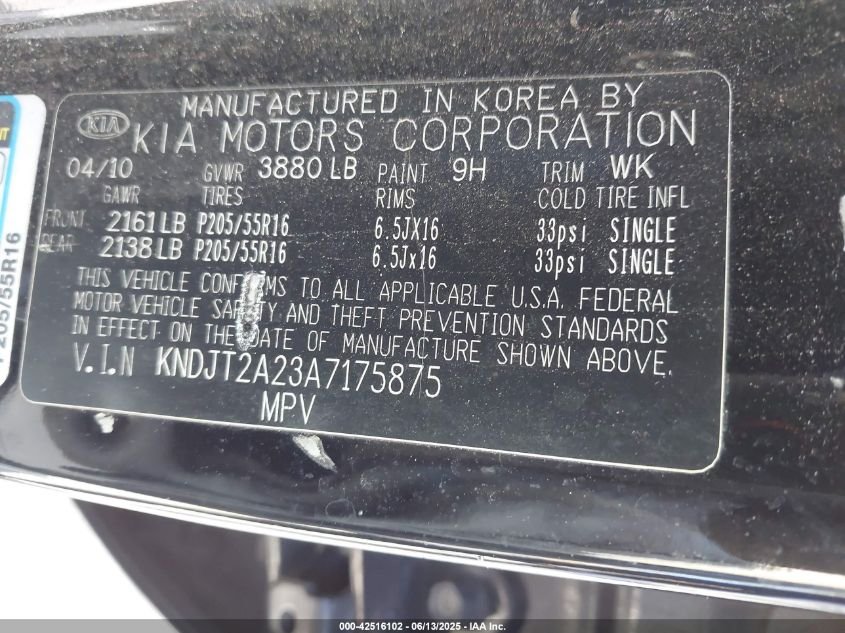 MANUFACTURED IN KOREA BY
KIA KIA MOTORS CORPORATION
04/10 GVWR 3880 LB PAINT 9H TRIM WK
GAWR TIRES RIMS COLD TIRE INFL
FRONT 2161 LB P205/55R16 6.5JX16 33psi SINGLE
REAR 2138 LB P205/55R16 6.5Jx16 33psi SINGLE
THIS VEHICLE CONFORMS TO ALL APPLICABLE U.S.A. FEDERAL
MOTOR VEHICLE SAFETY AND THEFT PREVENTION STANDARDS
IN EFFECT ON THE DATE OF MANUFACTURE SHOWN ABOVE.
V.I.N KNDJT2A23A7175875
MPV
P205/55R16
000-42516102 - 06/13/2025 - IAAI.COM